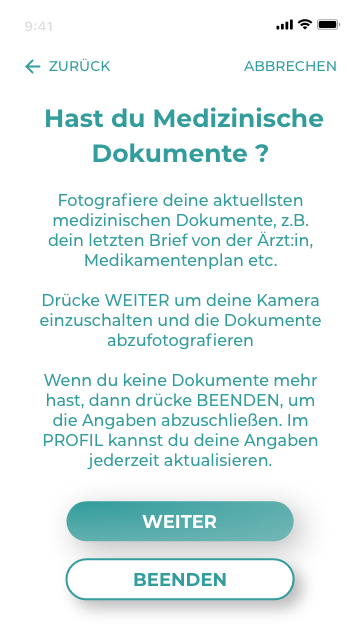 9:41
ZURÜCK ABBRECHEN
Hast du Medizinische
Dokumente ?
Fotografiere deine aktuellsten
medizinischen Dokumente, z.B.
dein letzten Brief von der Ärzt:in,
Medikamentenplan etc.
Drücke WEITER um deine Kamera
einzuschalten und die Dokumente
abzufotografieren
Wenn du keine Dokumente mehr
hast, dann drücke BEENDEN, um
die Angaben abzuschließen. Im
PROFIL kannst du deine Angaben
jederzeit aktualisieren.
WEITER
BEENDEN